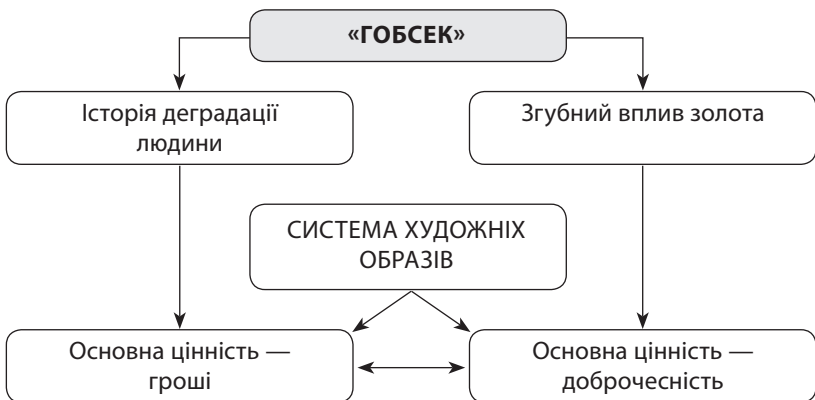 «ГОБСЕК»
Історія деградації
людини
Згубний вплив золота
СИСТЕМА ХУДОЖНІХ
ОБРАЗІВ
Основна цінність —
гроші
Основна цінність —
доброчесність